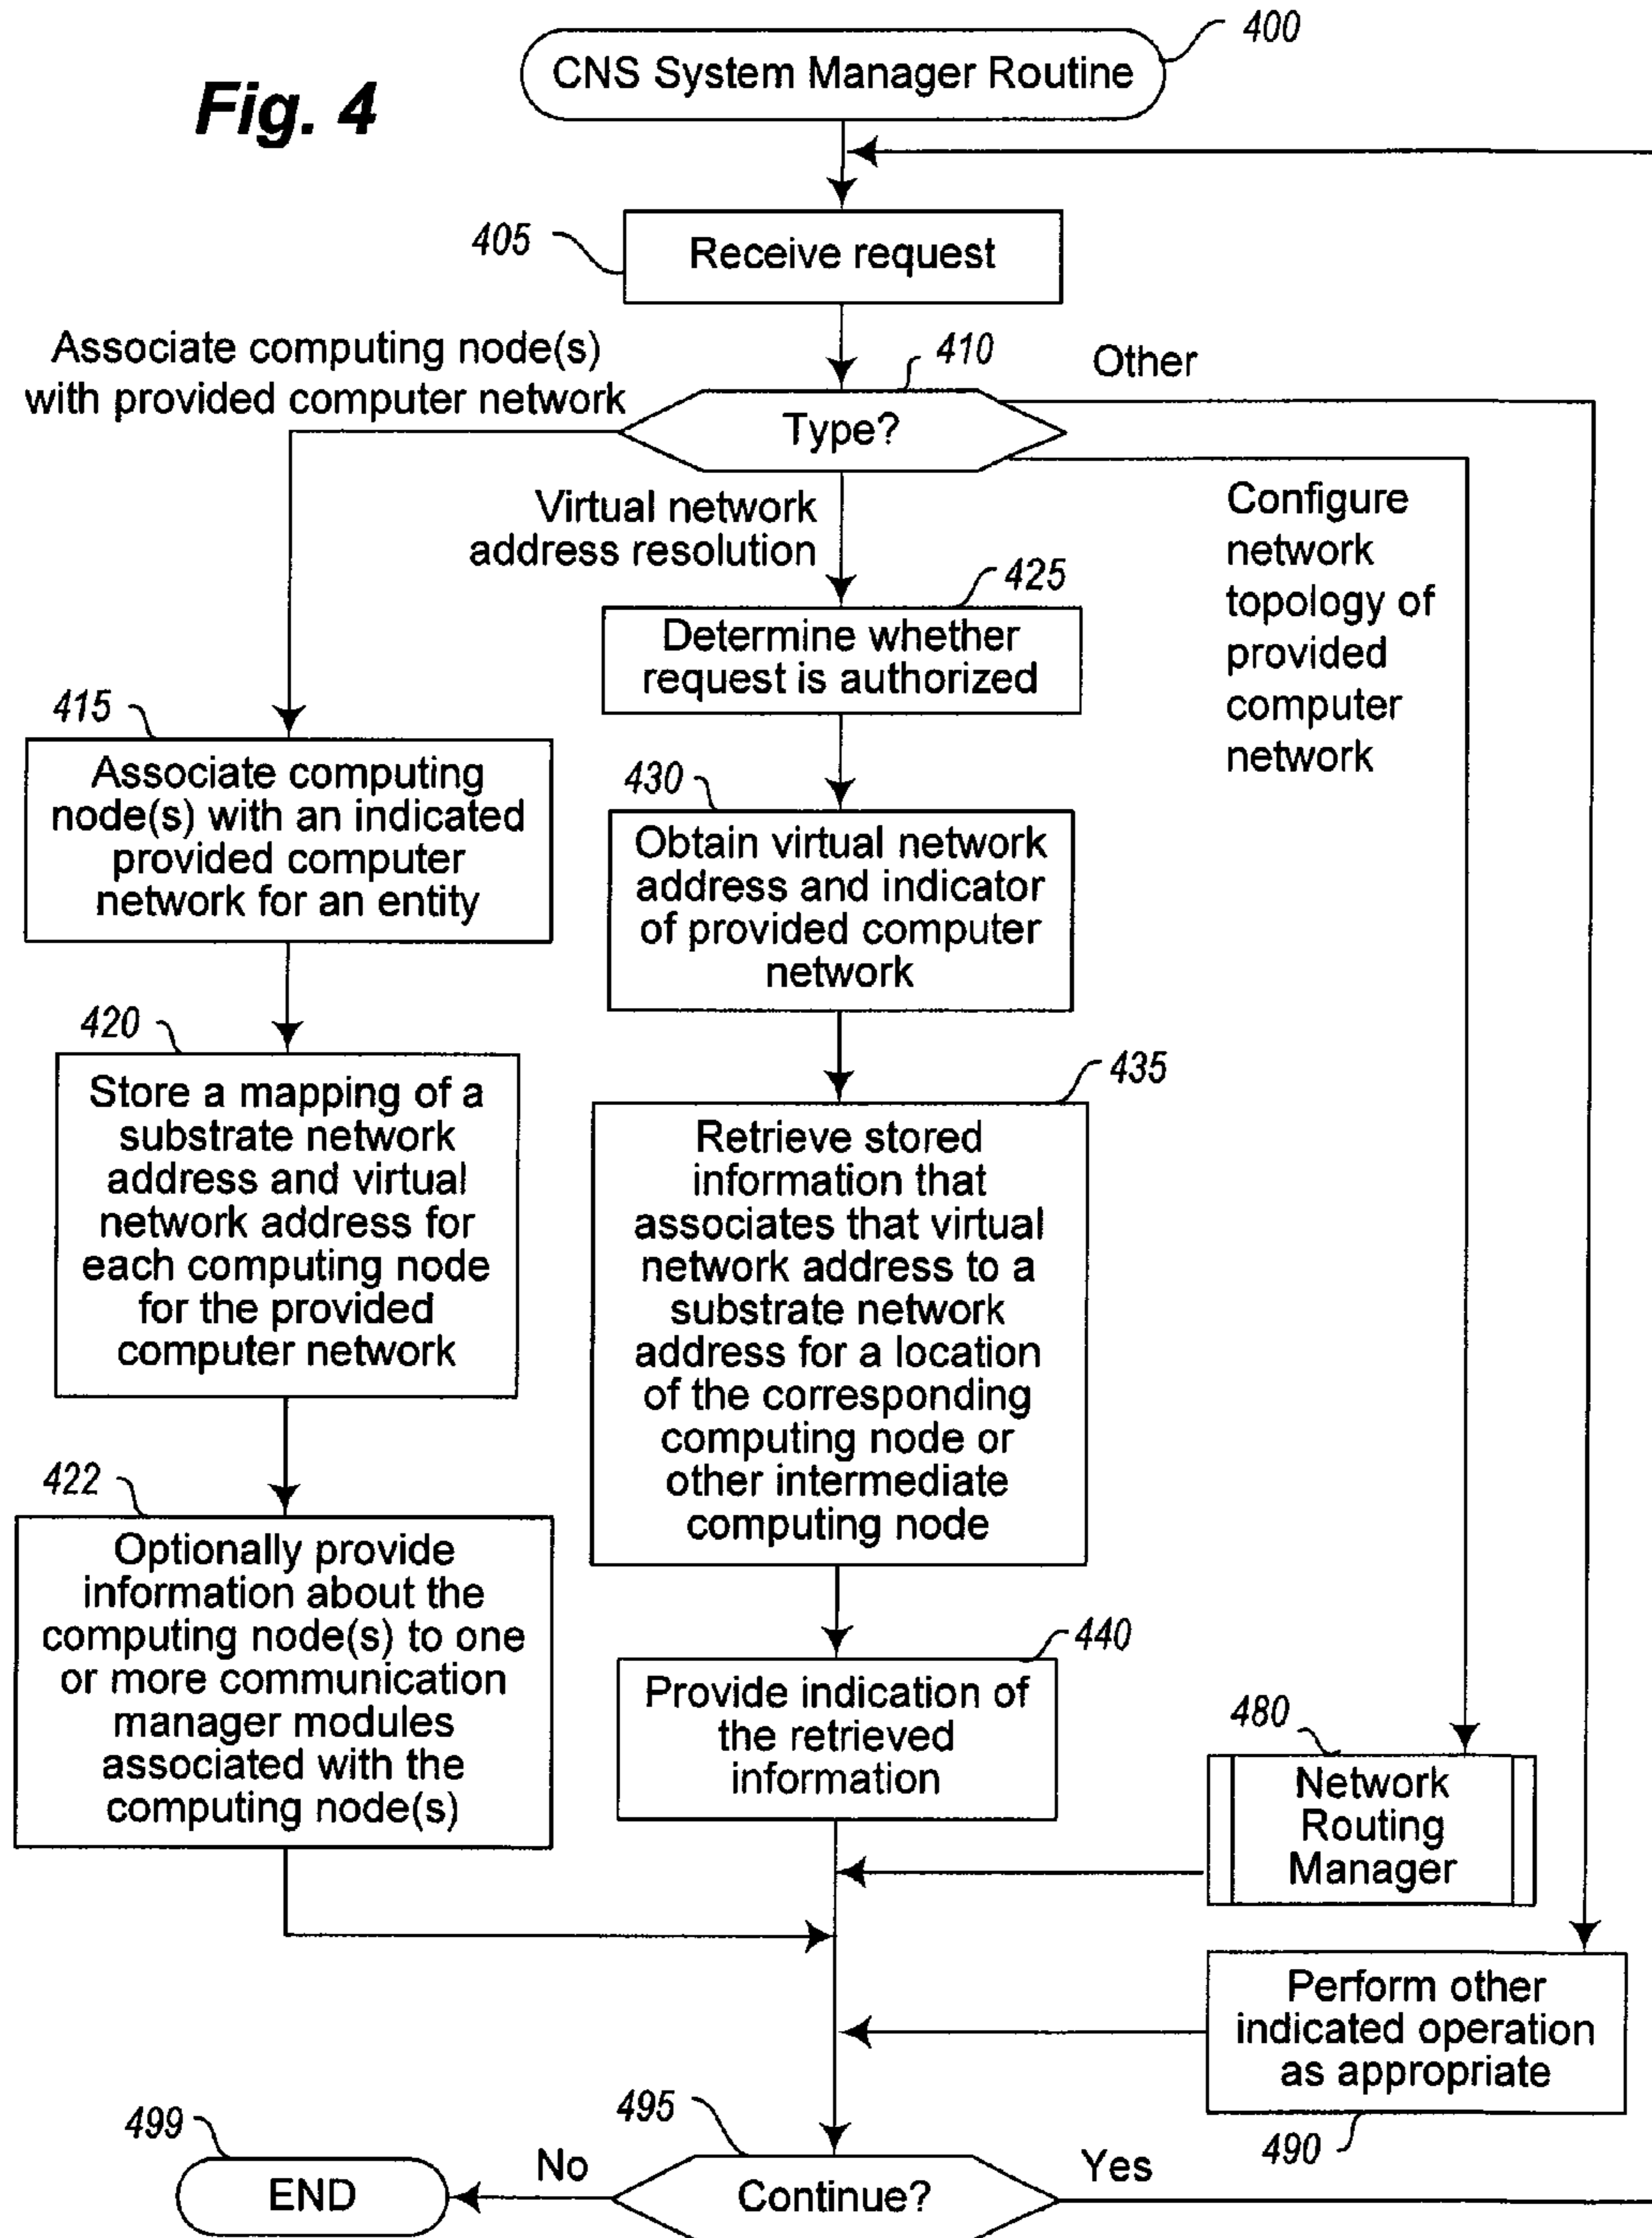 Fig. 4
CNS System Manager Routine
400
405
Receive request
Associate computing node(s)
with provided computer network
410
Type?
Other
Virtual network
address resolution
Configure
network
topology of
provided
computer
network
415
Associate computing
node(s) with an indicated
provided computer
network for an entity
420
Store a mapping of a
substrate network
address and virtual
network address for
each computing node
for the provided
computer network
422
Optionally provide
information about the
computing node(s) to one
or more communication
manager modules
associated with the
computing node(s)
425
Determine whether
request is authorized
430
Obtain virtual network
address and indicator
of provided computer
network
435
Retrieve stored
information that
associates that virtual
network address to a
substrate network
address for a location
of the corresponding
computing node or
other intermediate
computing node
440
Provide indication of
the retrieved
information
480
Network
Routing
Manager
Perform other
indicated operation
as appropriate
490
495
Continue?
Yes
No
499
END